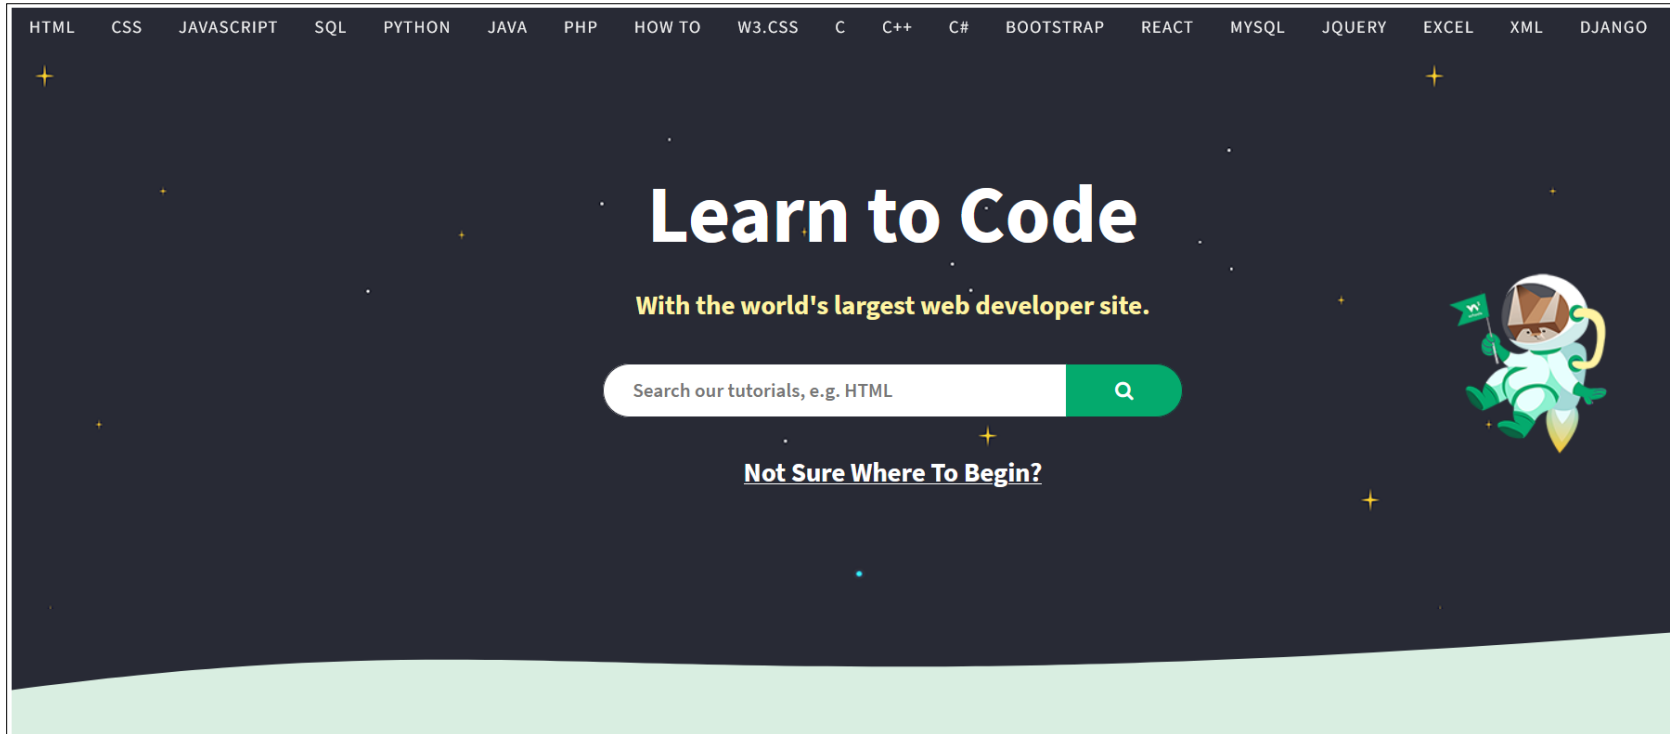 HTML CSS JAVASCRIPT SQL PYTHON JAVA PHP HOW TO W3.CSS C C++ C# BOOTSTRAP REACT MYSQL JQUERY EXCEL XML DJANGO
Learn to Code
With the world's largest web developer site.
Search our tutorials, e.g. HTML
Not Sure Where To Begin?